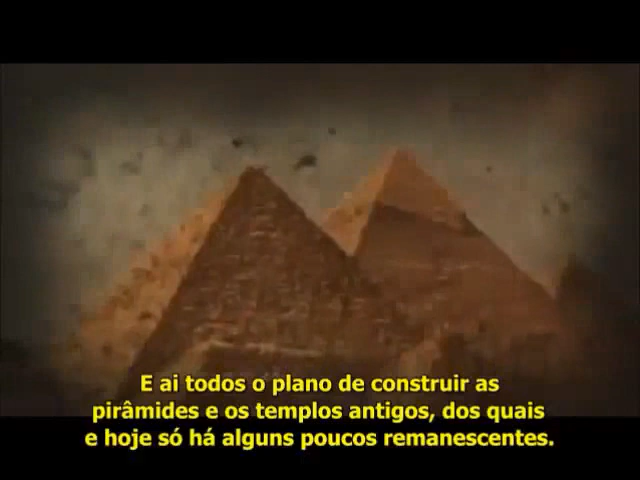 E ai todos o plano de construir as
pirâmides e os templos antigos, dos quais
e hoje só há alguns poucos remanescentes.